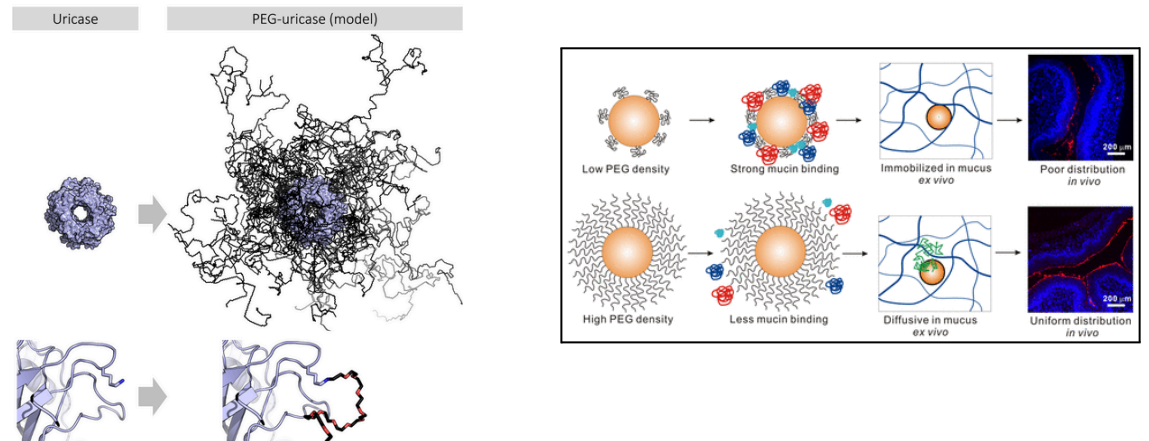 Uricase
PEG-uricase (model)
Low PEG density
Strong mucin binding
Immobilized in mucus
ex vivo
200 µm
Poor distribution
in vivo
High PEG density
Less mucin binding
Diffusive in mucus
ex vivo
200 µm
Uniform distribution
in vivo